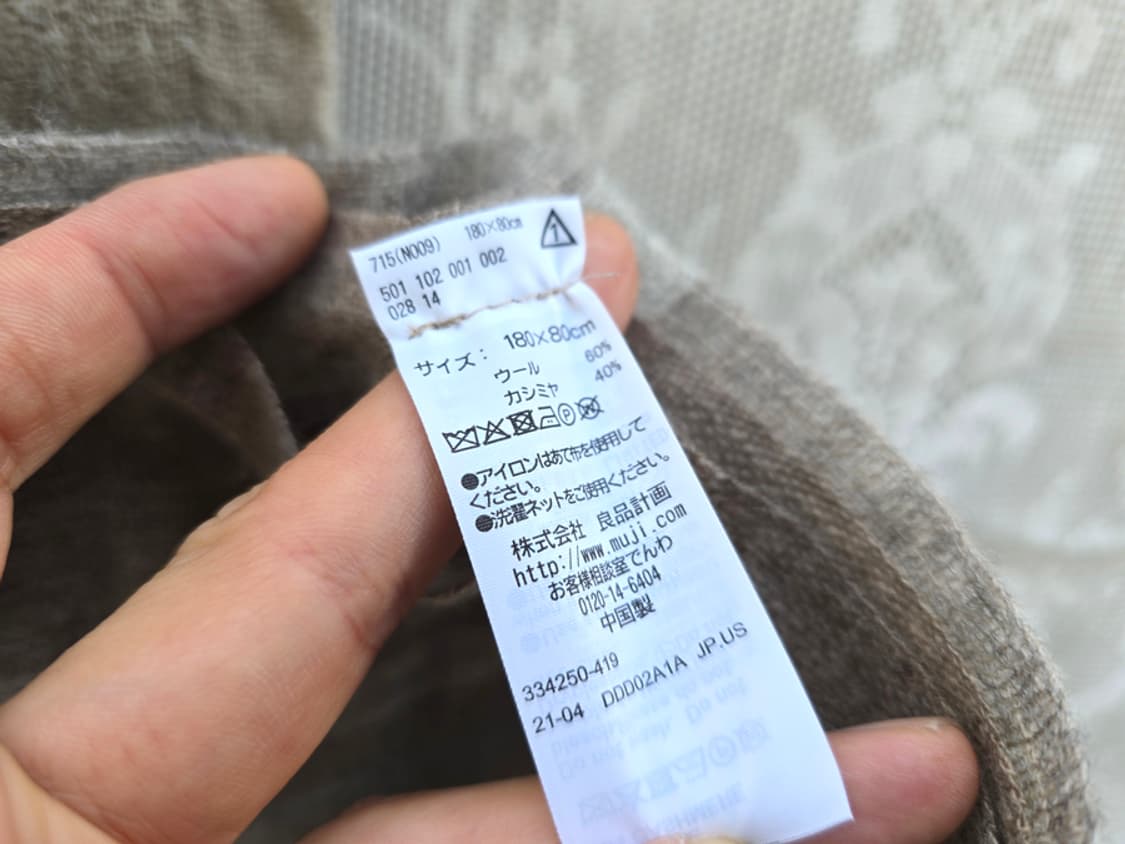 715(N009) 180×80cm 1
501 102 001 002
028 14
サイズ： 180×80cm
ウール 60%
カシミヤ 40%
P W
●アイロンはあて布を使用して
ください。
●洗濯ネットをご使用ください。
株式会社 良品計画
http://www.muji.com
お客様相談室でんわ
0120-14-6404
中国製
334250-419
21-04 DDD02A1A JP.US